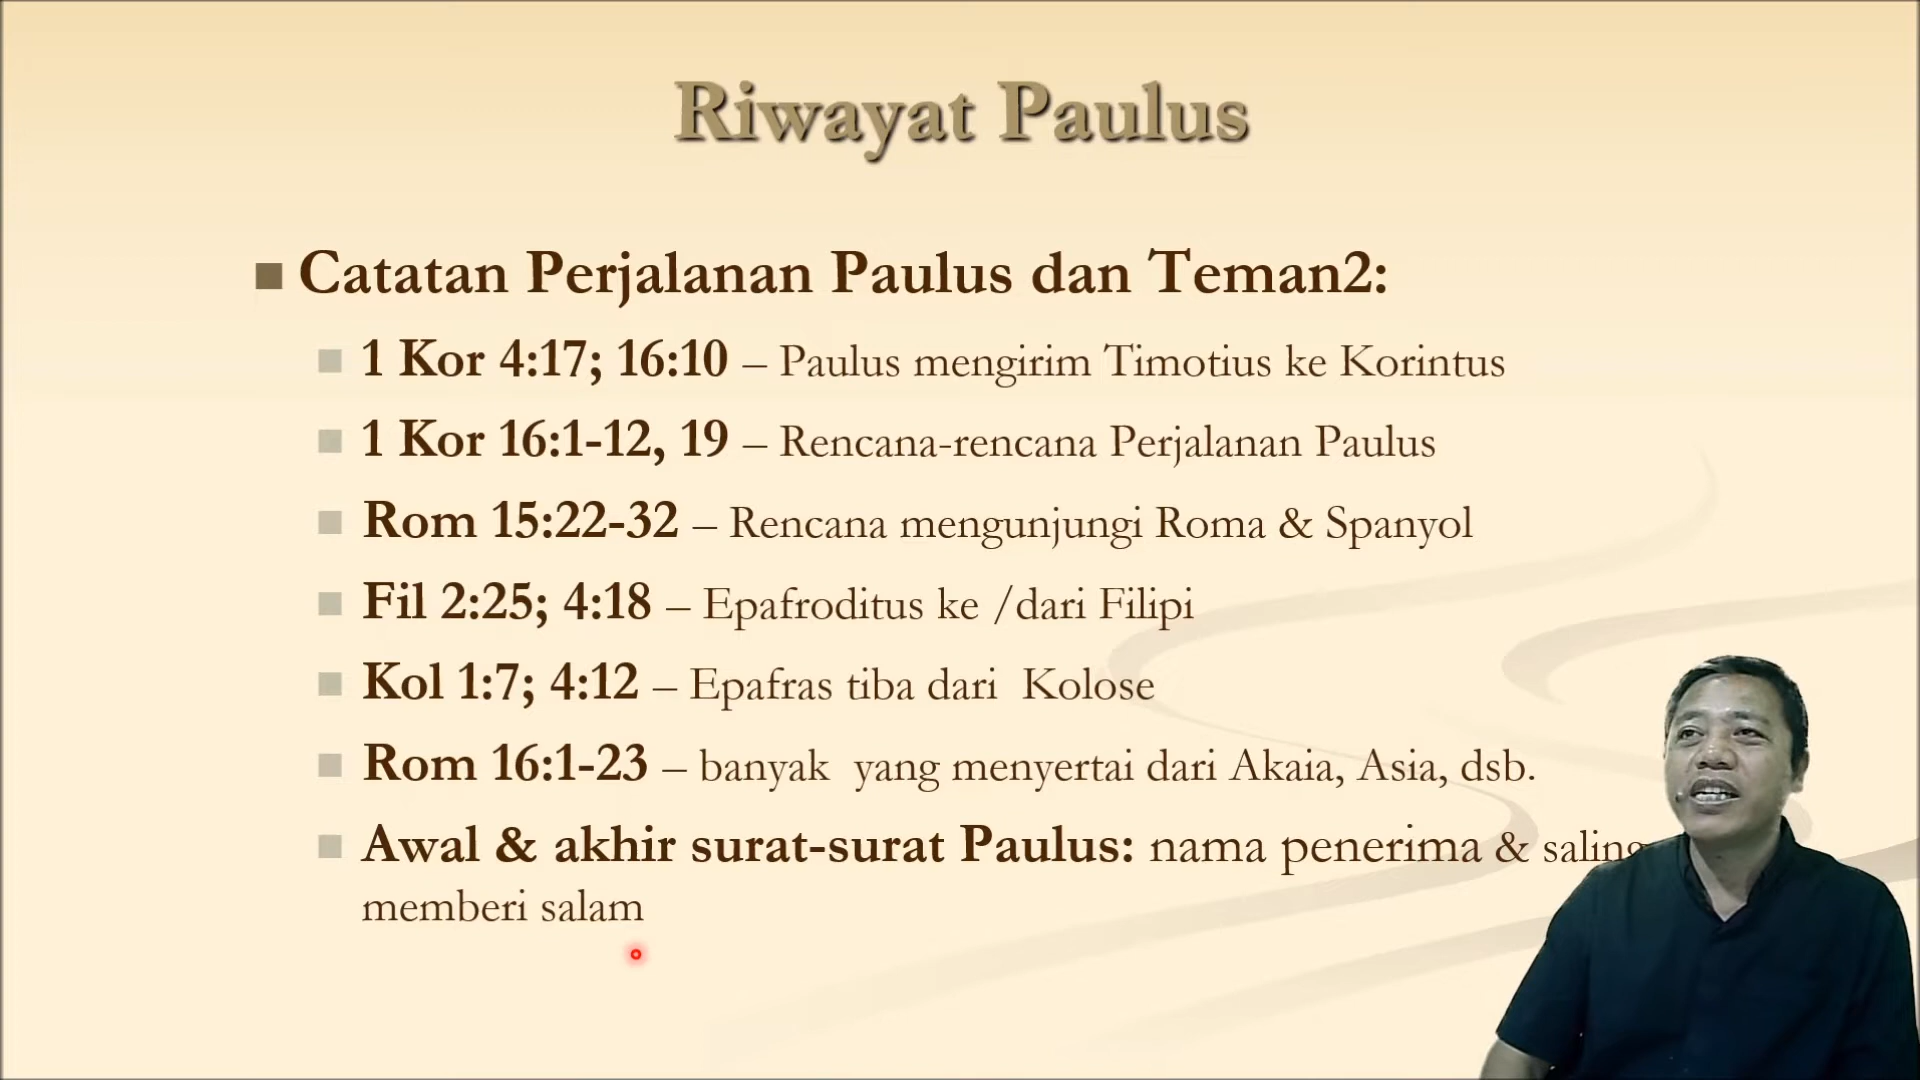 Riwayat Paulus
Catatan Perjalanan Paulus dan Teman2:
1 Kor 4:17; 16:10 – Paulus mengirim Timotius ke Korintus
1 Kor 16:1-12, 19 – Rencana-rencana Perjalanan Paulus
Rom 15:22-32 – Rencana mengunjungi Roma & Spanyol
Fil 2:25; 4:18 – Epafroditus ke /dari Filipi
Kol 1:7; 4:12 – Epafras tiba dari Kolose
Rom 16:1-23 – banyak yang menyertai dari Akaia, Asia, dsb.
Awal & akhir surat-surat Paulus: nama penerima & saling
memberi salam